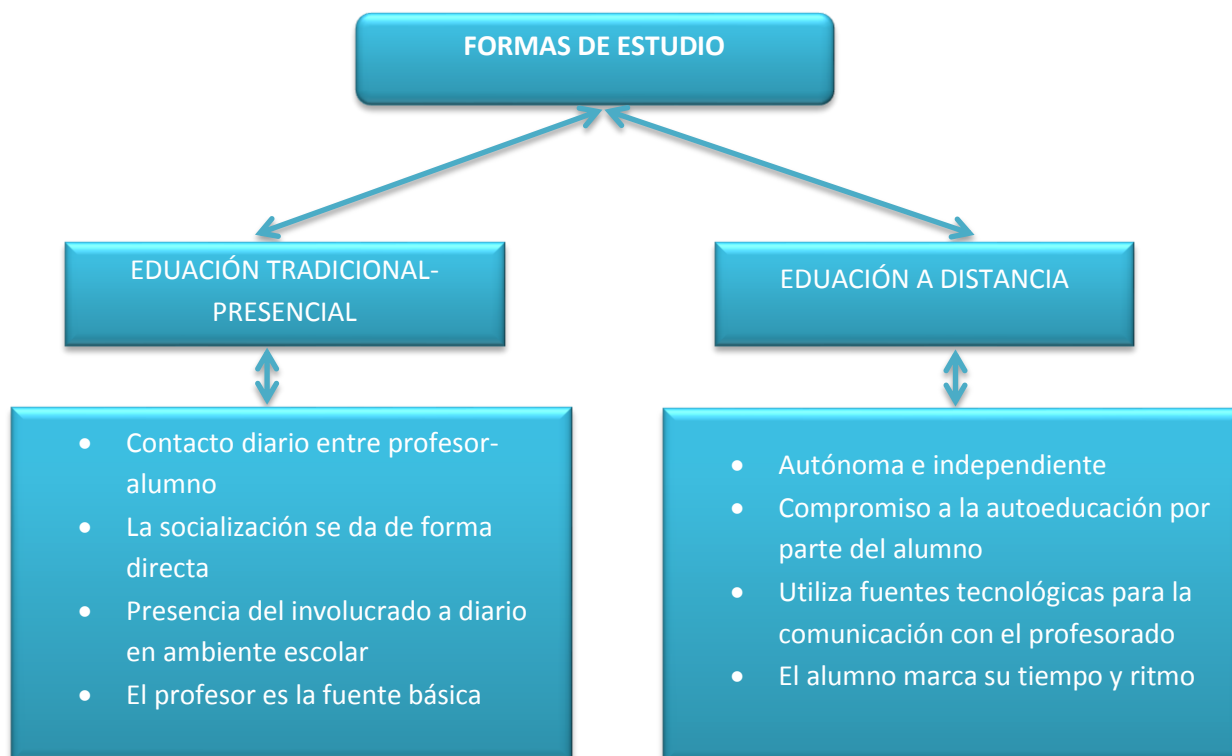 FORMAS DE ESTUDIO
EDUACIÓN TRADICIONAL-
PRESENCIAL
EDUACIÓN A DISTANCIA
• Contacto diario entre profesor-
alumno
• La socialización se da de forma
directa
• Presencia del involucrado a diario
en ambiente escolar
• El profesor es la fuente básica
• Autónoma e independiente
• Compromiso a la autoeducación por
parte del alumno
• Utiliza fuentes tecnológicas para la
comunicación con el profesorado
• El alumno marca su tiempo y ritmo